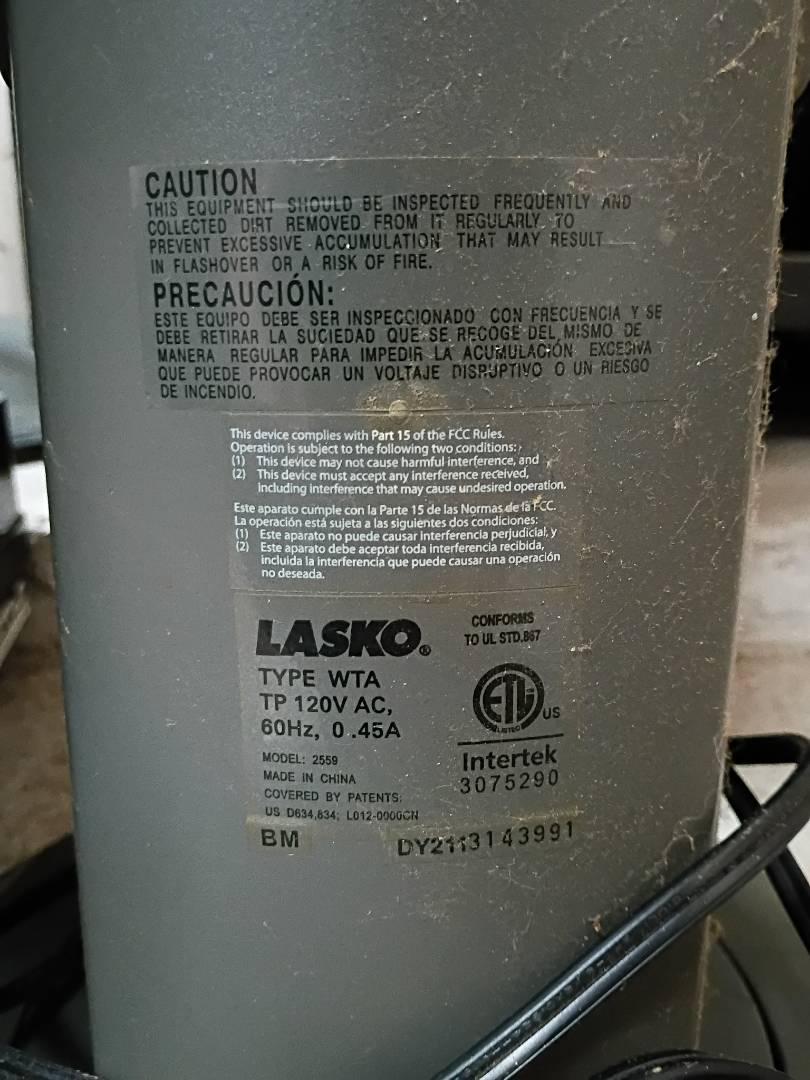 CAUTION
THIS EQUIPMENT SHOULD BE INSPECTED FREQUENTLY AND
COLLECTED DIRT REMOVED FROM IT REGULARLY TO
PREVENT EXCESSIVE ACCUMULATION THAT MAY RESULT
IN FLASHOVER OR A RISK OF FIRE.
PRECAUCIÓN:
ESTE EQUIPO DEBE SER INSPECCIONADO CON FRECUENCIA Y SE
DEBE RETIRAR LA SUCIEDAD QUE SE RECOGE DEL MISMO DE
MANERA REGULAR PARA IMPEDIR LA ACUMULACIÓN EXCESIVA
QUE PUEDE PROVOCAR UN VOLTAJE DISRUPTIVO O UN RIESGO
DE INCENDIO.
This device complies with Part 15 of the FCC Rules.
Operation is subject to the following two conditions:
(1) This device may not cause harmful interference, and
(2) This device must accept any interference received,
including interference that may cause undesired operation.
Este aparato cumple con la Parte 15 de las Normas de la FCC.
La operación está sujeta a las siguientes dos condiciones:
(1) Este aparato no puede causar interferencia perjudicial, y
(2) Este aparato debe aceptar toda interferencia recibida,
incluida la interferencia que puede causar una operación
no deseada.
LASKO®
TYPE WTA
TP 120V AC,
60Hz, 0.45A
MODEL: 2559
MADE IN CHINA
COVERED BY PATENTS:
US D634,834; L012-0000CN
BM
CONFORMS
TO UL STD.867
ETL US
LISTED
Intertek
3075290
DY2113143991